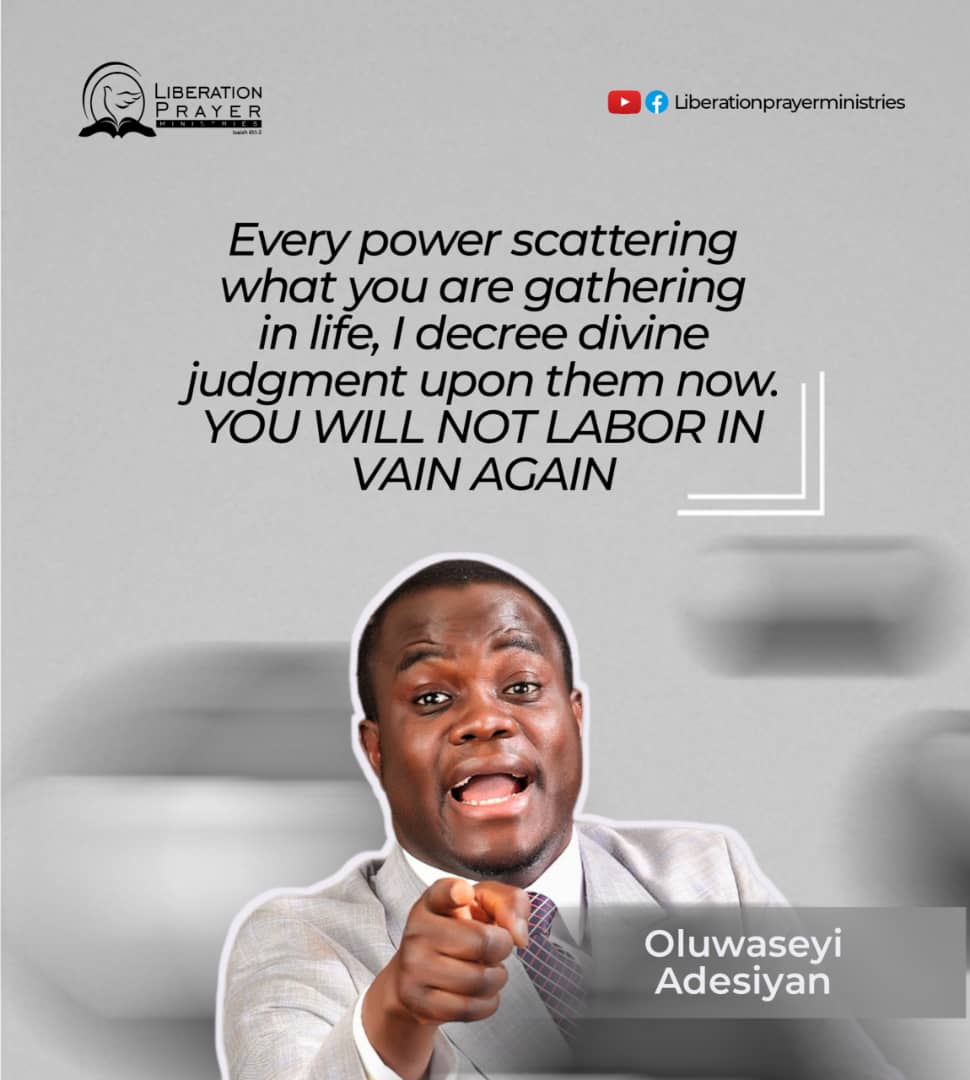 LIBERATION
PRAYER
MINISTRIES
Liberationprayerministries
Every power scattering
what you are gathering
in life, I decree divine
judgment upon them now.
YOU WILL NOT LABOR IN
VAIN AGAIN
Oluwaseyi
Adesiyan